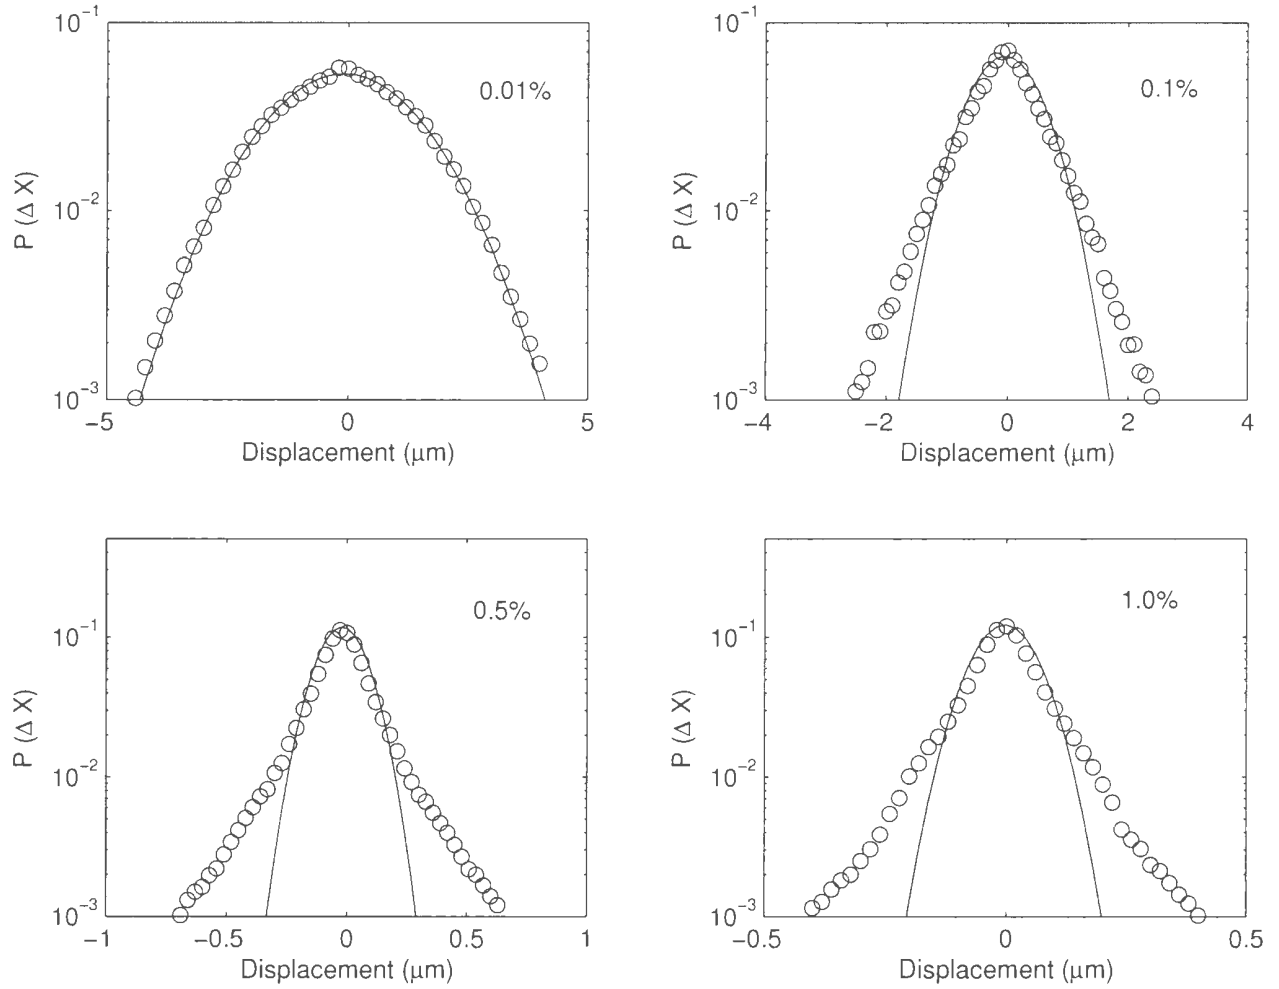 10⁻¹
0.01%
10⁻²
P (Δ X)
10⁻³
−5 0 5
Displacement (μm)
10⁻¹
0.1%
10⁻²
P (Δ X)
10⁻³
−4 −2 0 2 4
Displacement (μm)
0.5%
10⁻¹
P (Δ X)
10⁻²
10⁻³
−1 −0.5 0 0.5 1
Displacement (μm)
1.0%
10⁻¹
P (Δ X)
10⁻²
10⁻³
−0.5 0 0.5
Displacement (μm)